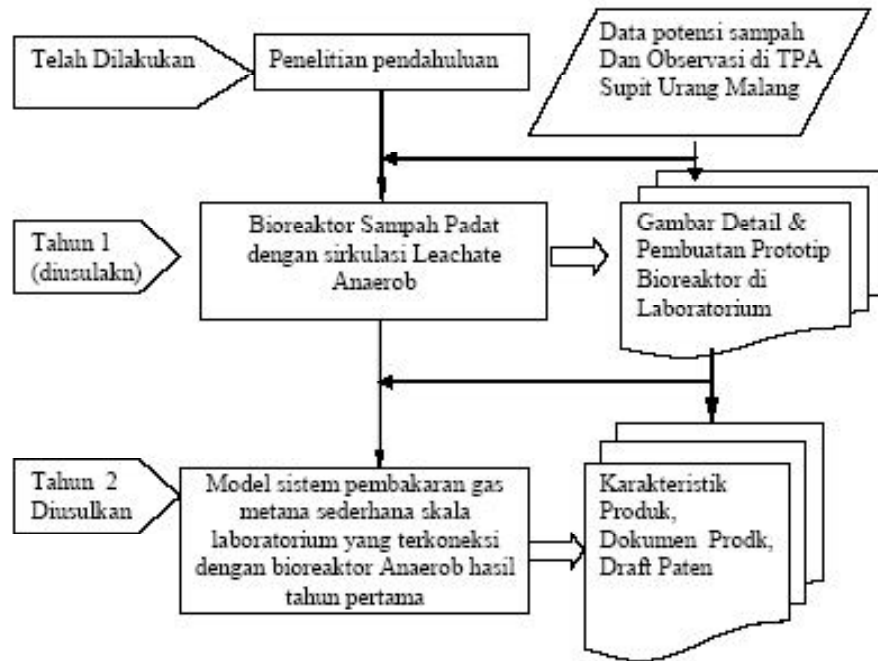 Telah Dilakukan
Penelitian pendahuluan
Data potensi sampah
Dan Observasi di TPA
Supit Urang Malang
Tahun 1
(diusulakn)
Bioreaktor Sampah Padat
dengan sirkulasi Leachate
Anaerob
Gambar Detail &
Pembuatan Prototip
Bioreaktor di
Laboratorium
Tahun 2
Diusulkan
Model sistem pembakaran gas
metana sederhana skala
laboratorium yang terkoneksi
dengan bioreaktor Anaerob hasil
tahun pertama
Karakteristik
Produk,
Dokumen Prodk,
Draft Paten